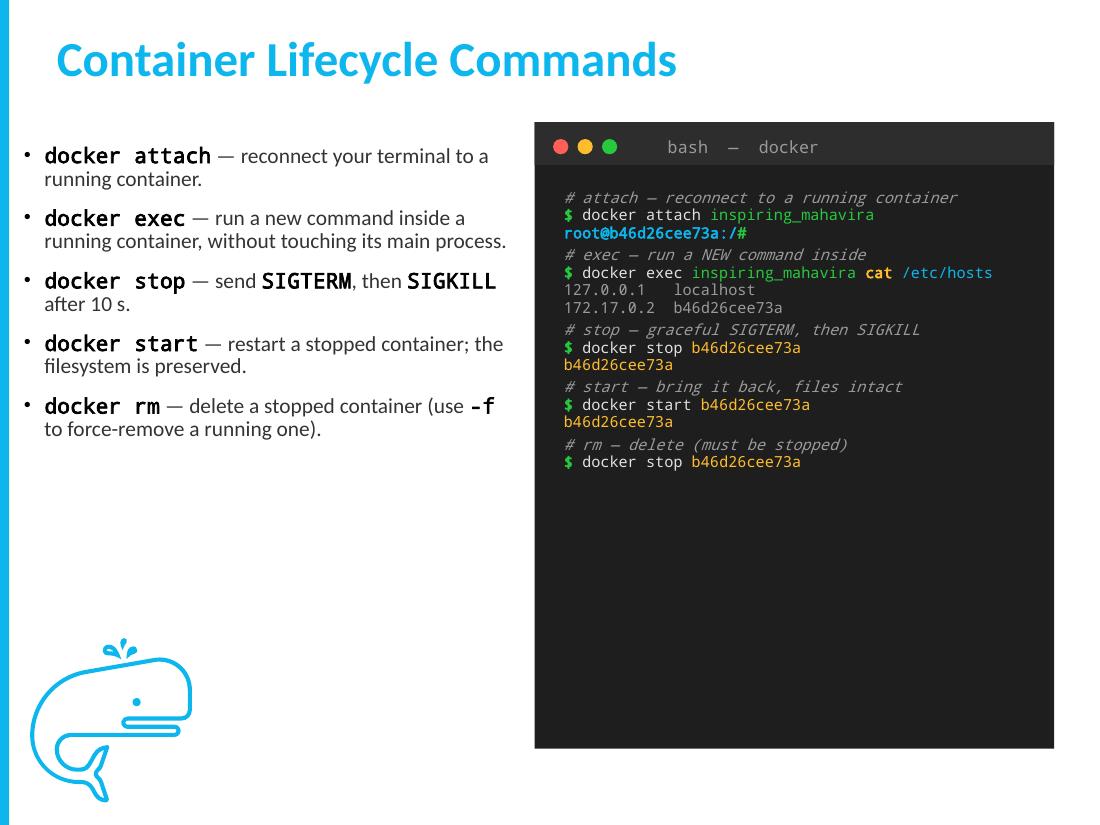 Container Lifecycle Commands
• docker attach — reconnect your terminal to a
running container.
• docker exec — run a new command inside a
running container, without touching its main process.
• docker stop — send SIGTERM, then SIGKILL
after 10 s.
• docker start — restart a stopped container; the
filesystem is preserved.
• docker rm — delete a stopped container (use -f
to force-remove a running one).
bash — docker
# attach — reconnect to a running container
$ docker attach inspiring_mahavira
root@b46d26cee73a:/#
# exec — run a NEW command inside
$ docker exec inspiring_mahavira cat /etc/hosts
127.0.0.1   localhost
172.17.0.2  b46d26cee73a
# stop — graceful SIGTERM, then SIGKILL
$ docker stop b46d26cee73a
b46d26cee73a
# start — bring it back, files intact
$ docker start b46d26cee73a
b46d26cee73a
# rm — delete (must be stopped)
$ docker stop b46d26cee73a